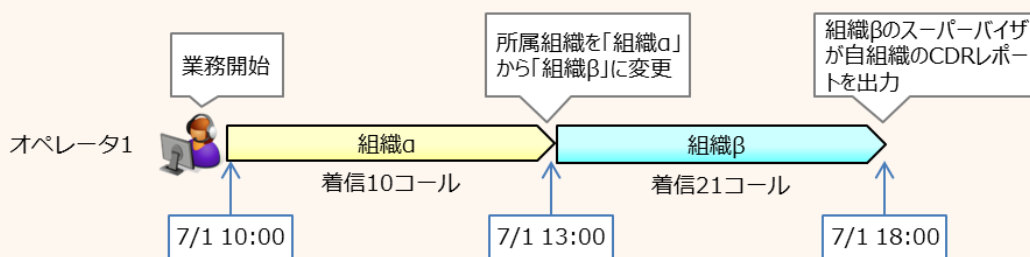 業務開始
所属組織を「組織α」
から「組織β」に変更
組織βのスーパーバイザ
が自組織のCDRレポー
トを出力
オペレータ1
組織α
組織β
着信10コール
着信21コール
7/1 10:00
7/1 13:00
7/1 18:00